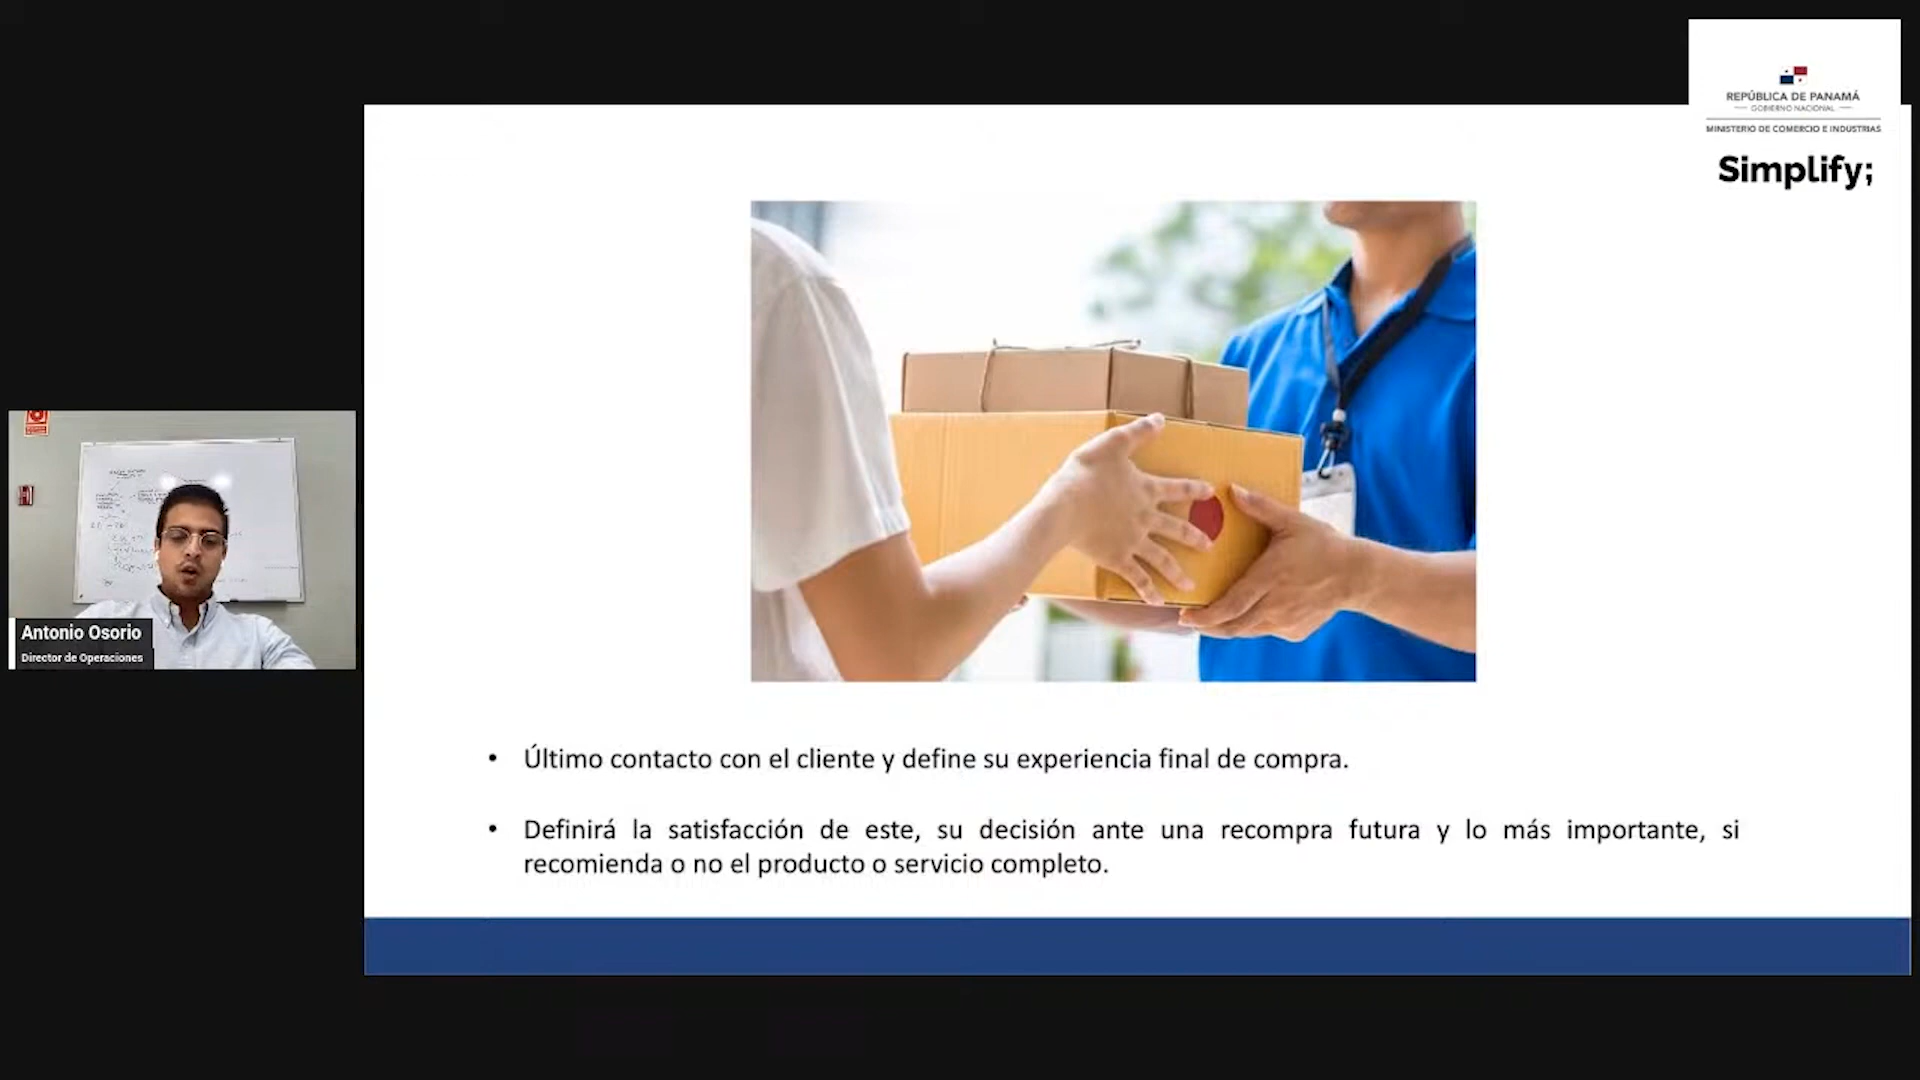 REPÚBLICA DE PANAMÁ
GOBIERNO NACIONAL
MINISTERIO DE COMERCIO E INDUSTRIAS
Simplify;
Antonio Osorio
Director de Operaciones
• Último contacto con el cliente y define su experiencia final de compra.
• Definirá la satisfacción de este, su decisión ante una recompra futura y lo más importante, si
recomienda o no el producto o servicio completo.